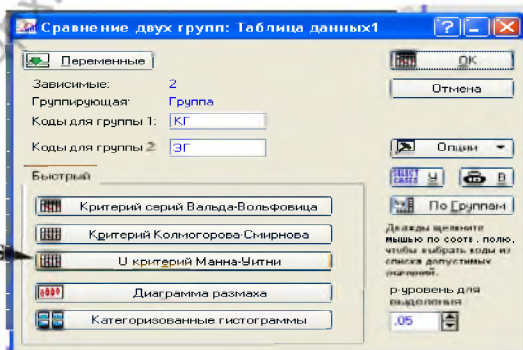 Сравнение двух групп: Таблица данных1
Переменные
Зависимые: 2
Группирующая: Группа
Коды для группы 1: КГ
Коды для группы 2: ЭГ
Быстрый
Критерий серий Вальда-Вольфовица
Критерий Колмогорова-Смирнова
U критерий Манна-Уитни
Диаграмма размаха
Категоризованные гистограммы
OK
Отмена
Опции
SELECT CASES У В
По Группам
Дважды щелкните
мышью по соотв. полю,
чтобы выбрать коды из
списка допустимых
значений.
p-уровень для
выделения
.05